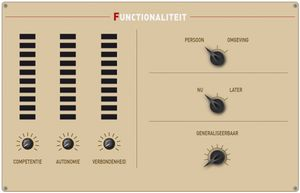 FUNCTIONALITEIT
PERSOON OMGEVING
NU LATER
GENERALISEERBAAR
COMPETENTIE AUTONOMIE VERBONDENHEID